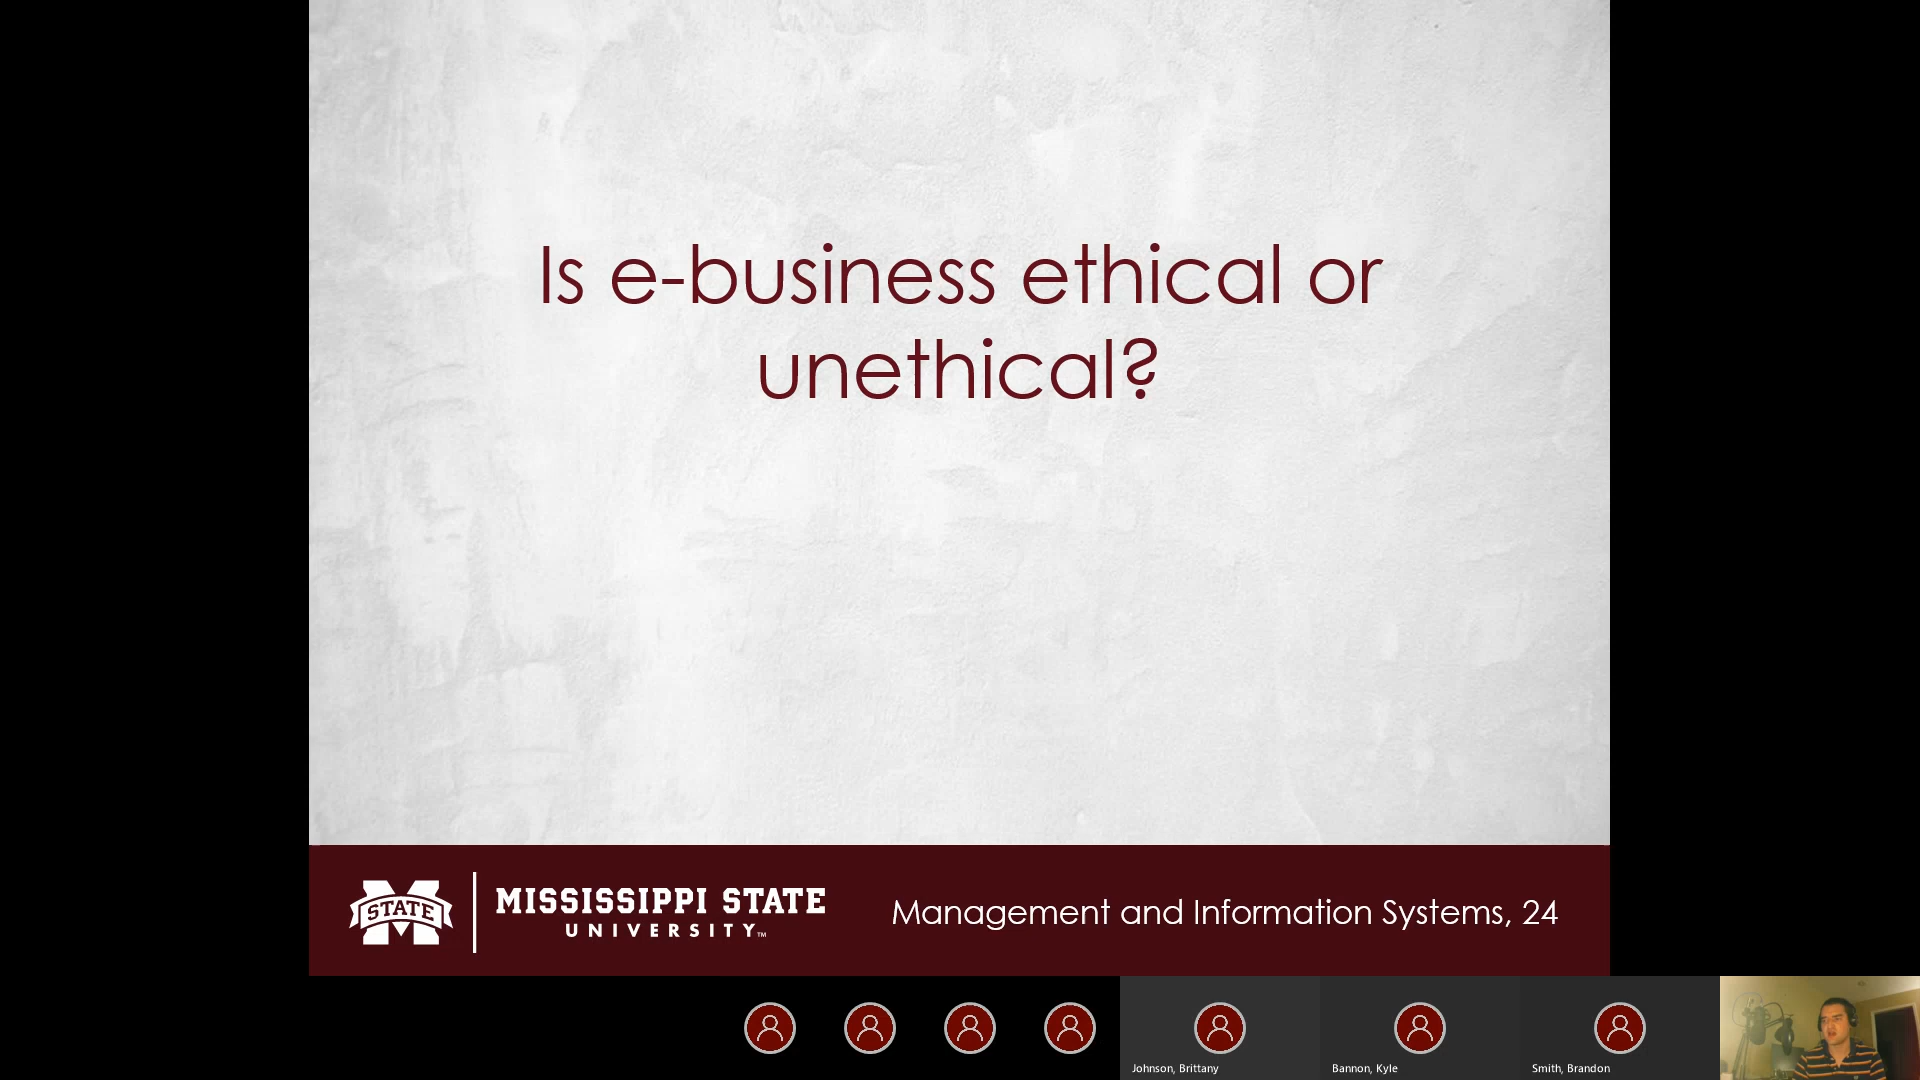 Is e-business ethical or
unethical?
STATE
MISSISSIPPI STATE
UNIVERSITY™
Management and Information Systems, 24
Johnson, Brittany
Bannon, Kyle
Smith, Brandon